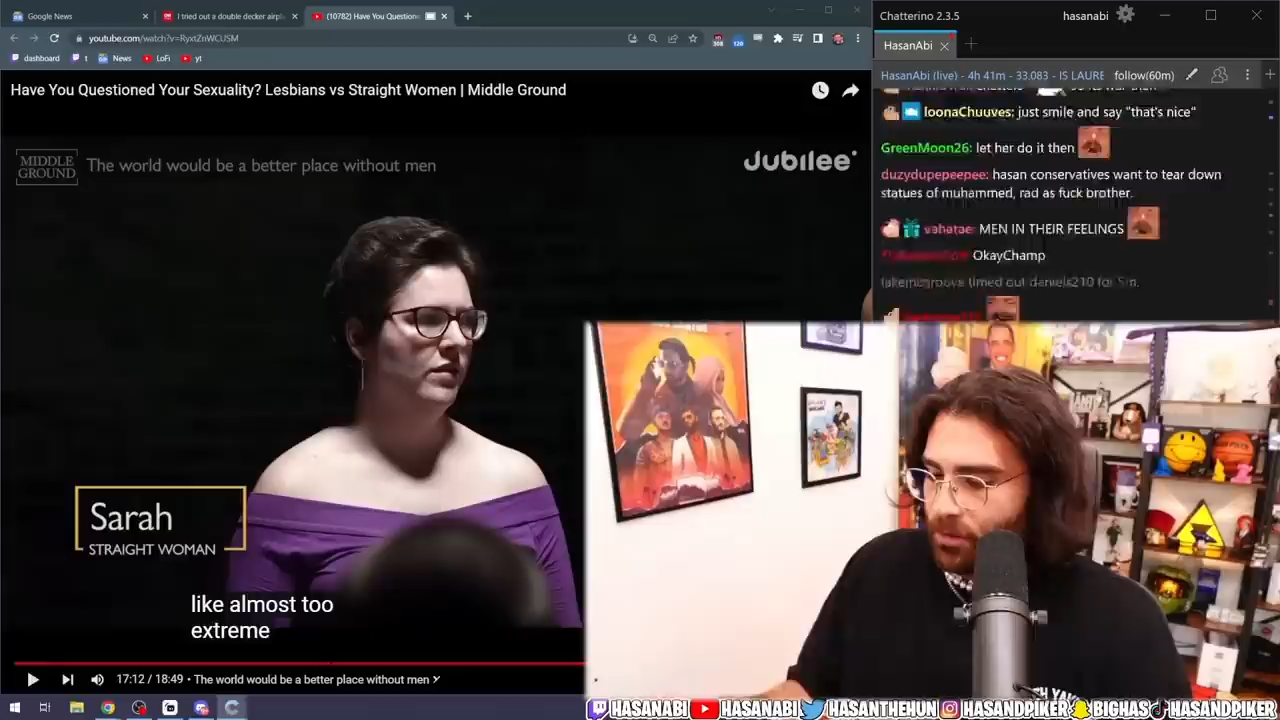 Google News
I tried out a double decker airpl
(10782) Have You Question
youtube.com/watch?v=RyxtZnWCUSM
dashboard
t
News
LoFi
yt
Have You Questioned Your Sexuality? Lesbians vs Straight Women | Middle Ground
MIDDLE
GROUND
The world would be a better place without men
Jubilee
Sarah
STRAIGHT WOMAN
like almost too
extreme
17:12 / 18:49 • The world would be a better place without men
Chatterino 2.3.5
hasanabi
HasanAbi
HasanAbi (live) - 4h 41m - 33.083 - IS LAURE
follow(60m)
loonaChuuves: just smile and say "that's nice"
GreenMoon26: let her do it then
duzydupepeepee: hasan conservatives want to tear down
statues of muhammed, rad as fuck brother.
vahatae MEN IN THEIR FEELINGS
OkayChamp
timed out daniels210 for 5m.
HASANABI
HASANABI
HASANTHEHUN
HASANDPIKER
BIGHAS
HASANDPIKER